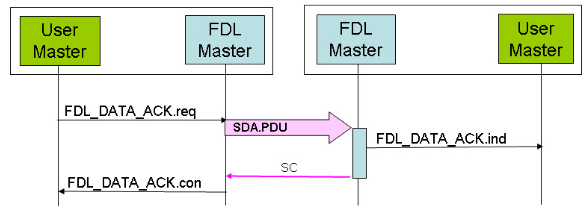 User
Master
FDL
Master
FDL
Master
User
Master
FDL_DATA_ACK.req
SDA.PDU
FDL_DATA_ACK.ind
SC
FDL_DATA_ACK.con